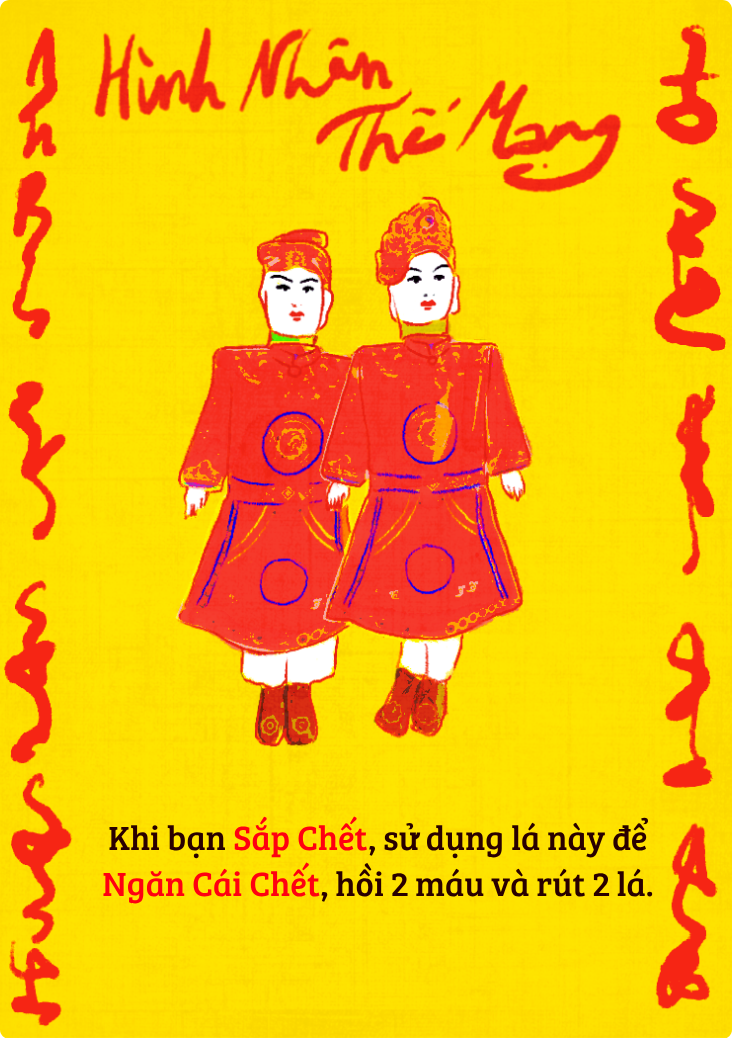 Hình Nhân
Thế Mạng
Khi bạn Sắp Chết, sử dụng lá này để
Ngăn Cái Chết, hồi 2 máu và rút 2 lá.